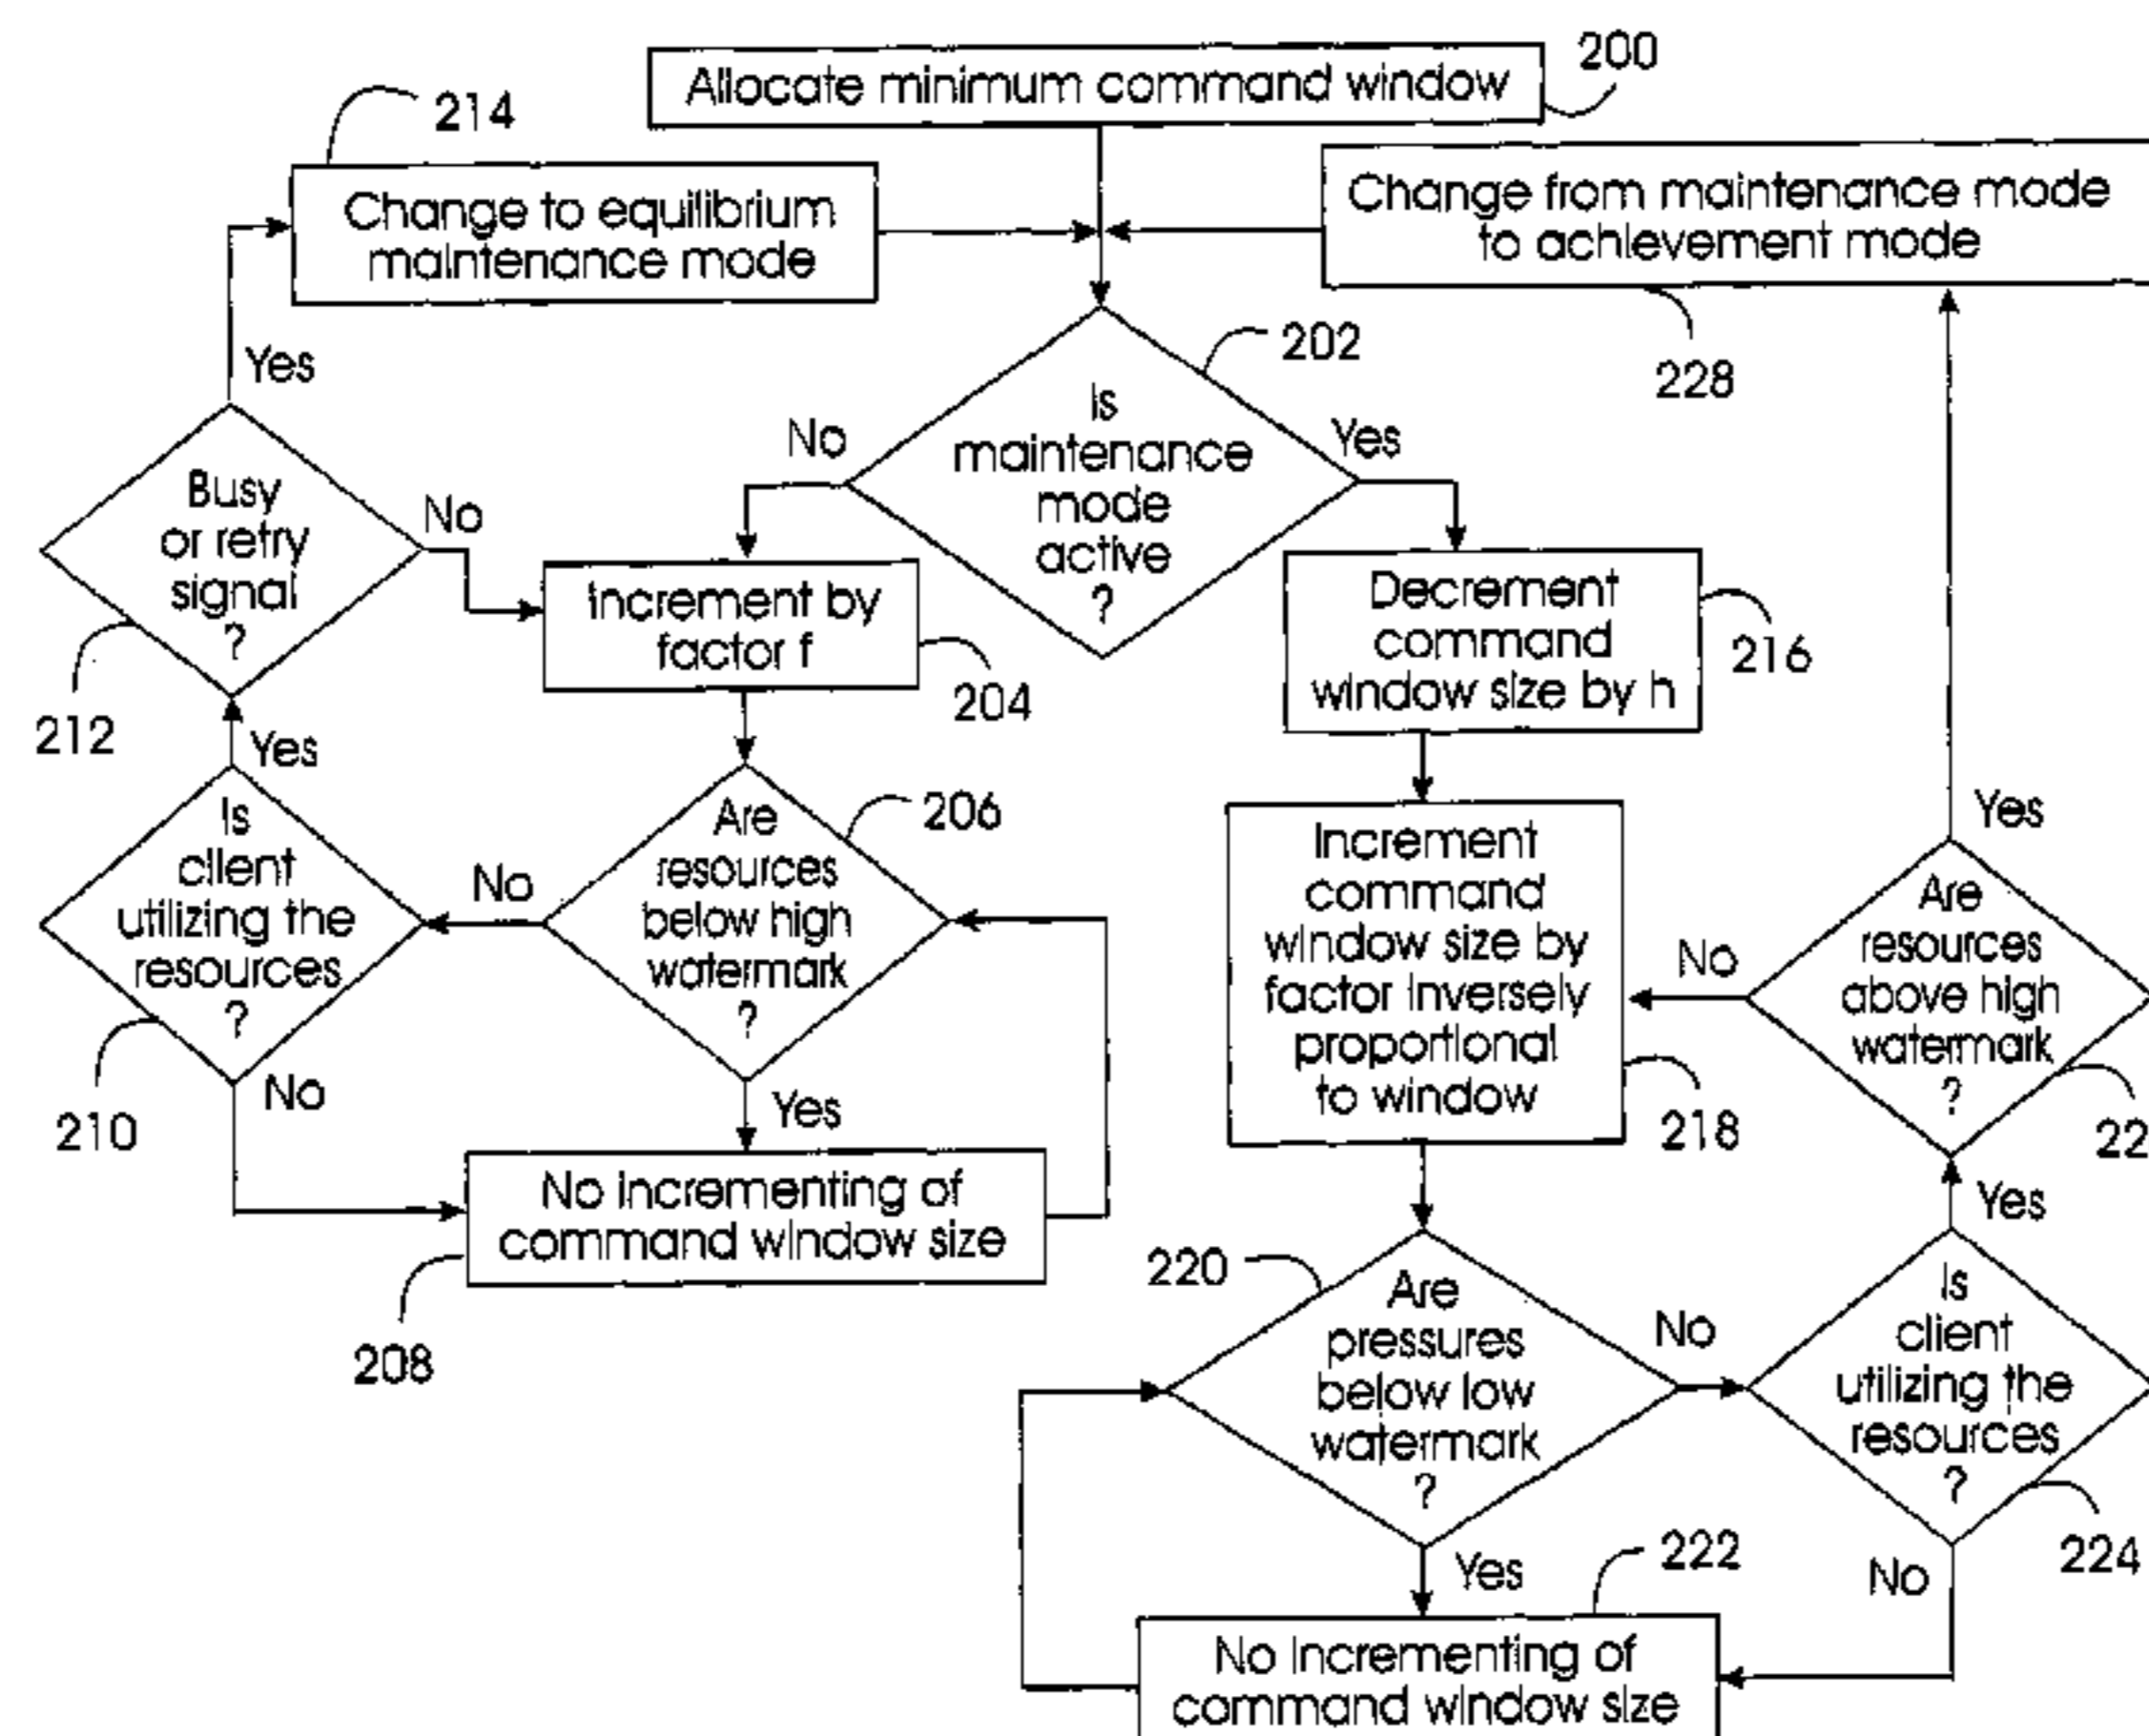 Allocate minimum command window
200
214
Change to equilibrium
maintenance mode
Change from maintenance mode
to achievement mode
228
202
Is
maintenance
mode
active
?
No
Yes
Yes
Busy
or retry
signal
?
212
No
Increment by
factor f
204
Decrement
command
window size by h
216
Yes
Is
client
utilizing the
resources
?
210
No
No
Are
resources
below high
watermark
?
206
Yes
No incrementing of
command window size
208
Increment
command
window size by
factor inversely
proportional
to window
218
Yes
Are
resources
above high
watermark
?
22
No
Yes
220
Are
pressures
below low
watermark
?
No
Is
client
utilizing the
resources
?
224
Yes
No
222
No incrementing of
command window size